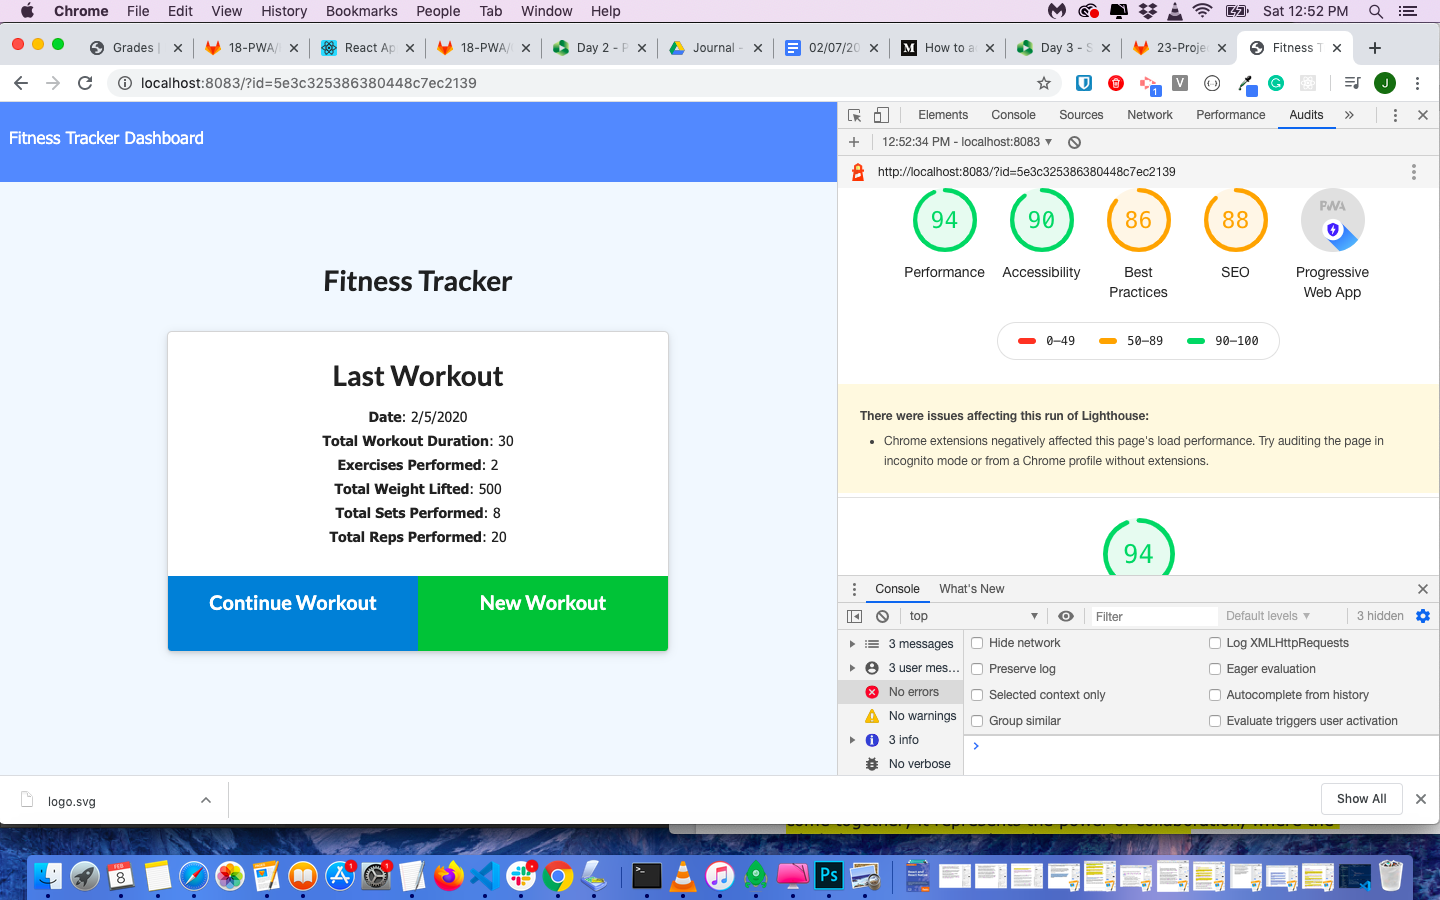 Chrome File Edit View History Bookmarks People Tab Window Help Sat 12:52 PM
Grades | 18-PWA/ React Ap 18-PWA/ Day 2 - P Journal - 02/07/20 How to a Day 3 - S 23-Proje Fitness T
localhost:8083/?id=5e3c325386380448c7ec2139
Fitness Tracker Dashboard
Fitness Tracker
Last Workout
Date: 2/5/2020
Total Workout Duration: 30
Exercises Performed: 2
Total Weight Lifted: 500
Total Sets Performed: 8
Total Reps Performed: 20
Continue Workout New Workout
Elements Console Sources Network Performance Audits
12:52:34 PM - localhost:8083
http://localhost:8083/?id=5e3c325386380448c7ec2139
94 90 86 88 PWA
Performance Accessibility Best Practices SEO Progressive Web App
0–49 50–89 90–100
There were issues affecting this run of Lighthouse:
Chrome extensions negatively affected this page's load performance. Try auditing the page in
incognito mode or from a Chrome profile without extensions.
94
Console What's New
top Filter Default levels 3 hidden
3 messages
3 user mes...
No errors
No warnings
3 info
No verbose
Hide network Log XMLHttpRequests
Preserve log Eager evaluation
Selected context only Autocomplete from history
Group similar Evaluate triggers user activation
logo.svg Show All